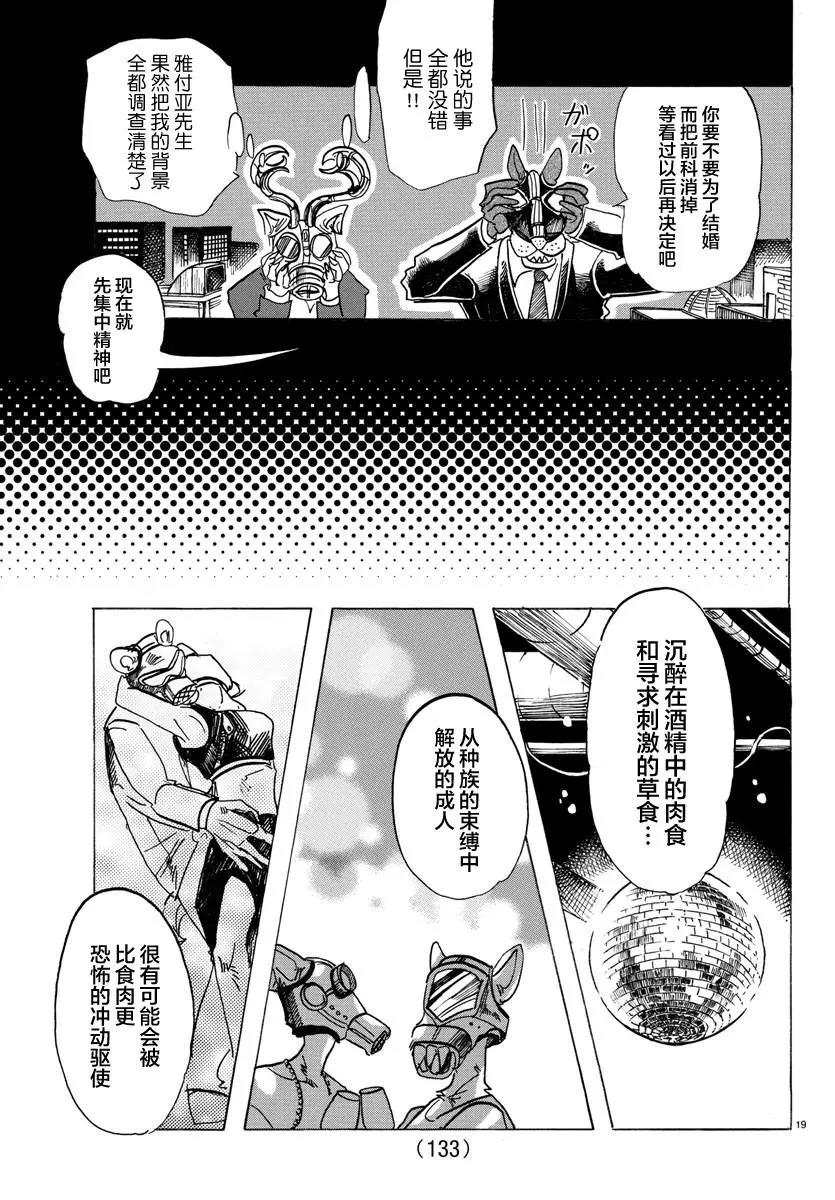 你要不要为了结婚
而把前科消掉
等看过以后再决定吧
ガポッ
他说的事
全都没错
但是!!
雅付亚先生
果然把我的背景
全都调查清楚了
现在就
先集中精神吧
沉醉在酒精中的肉食
和寻求刺激的草食…
从种族的束缚中
解放的成人
很有可能会被
比食肉更
恐怖的冲动驱使
19
(133)